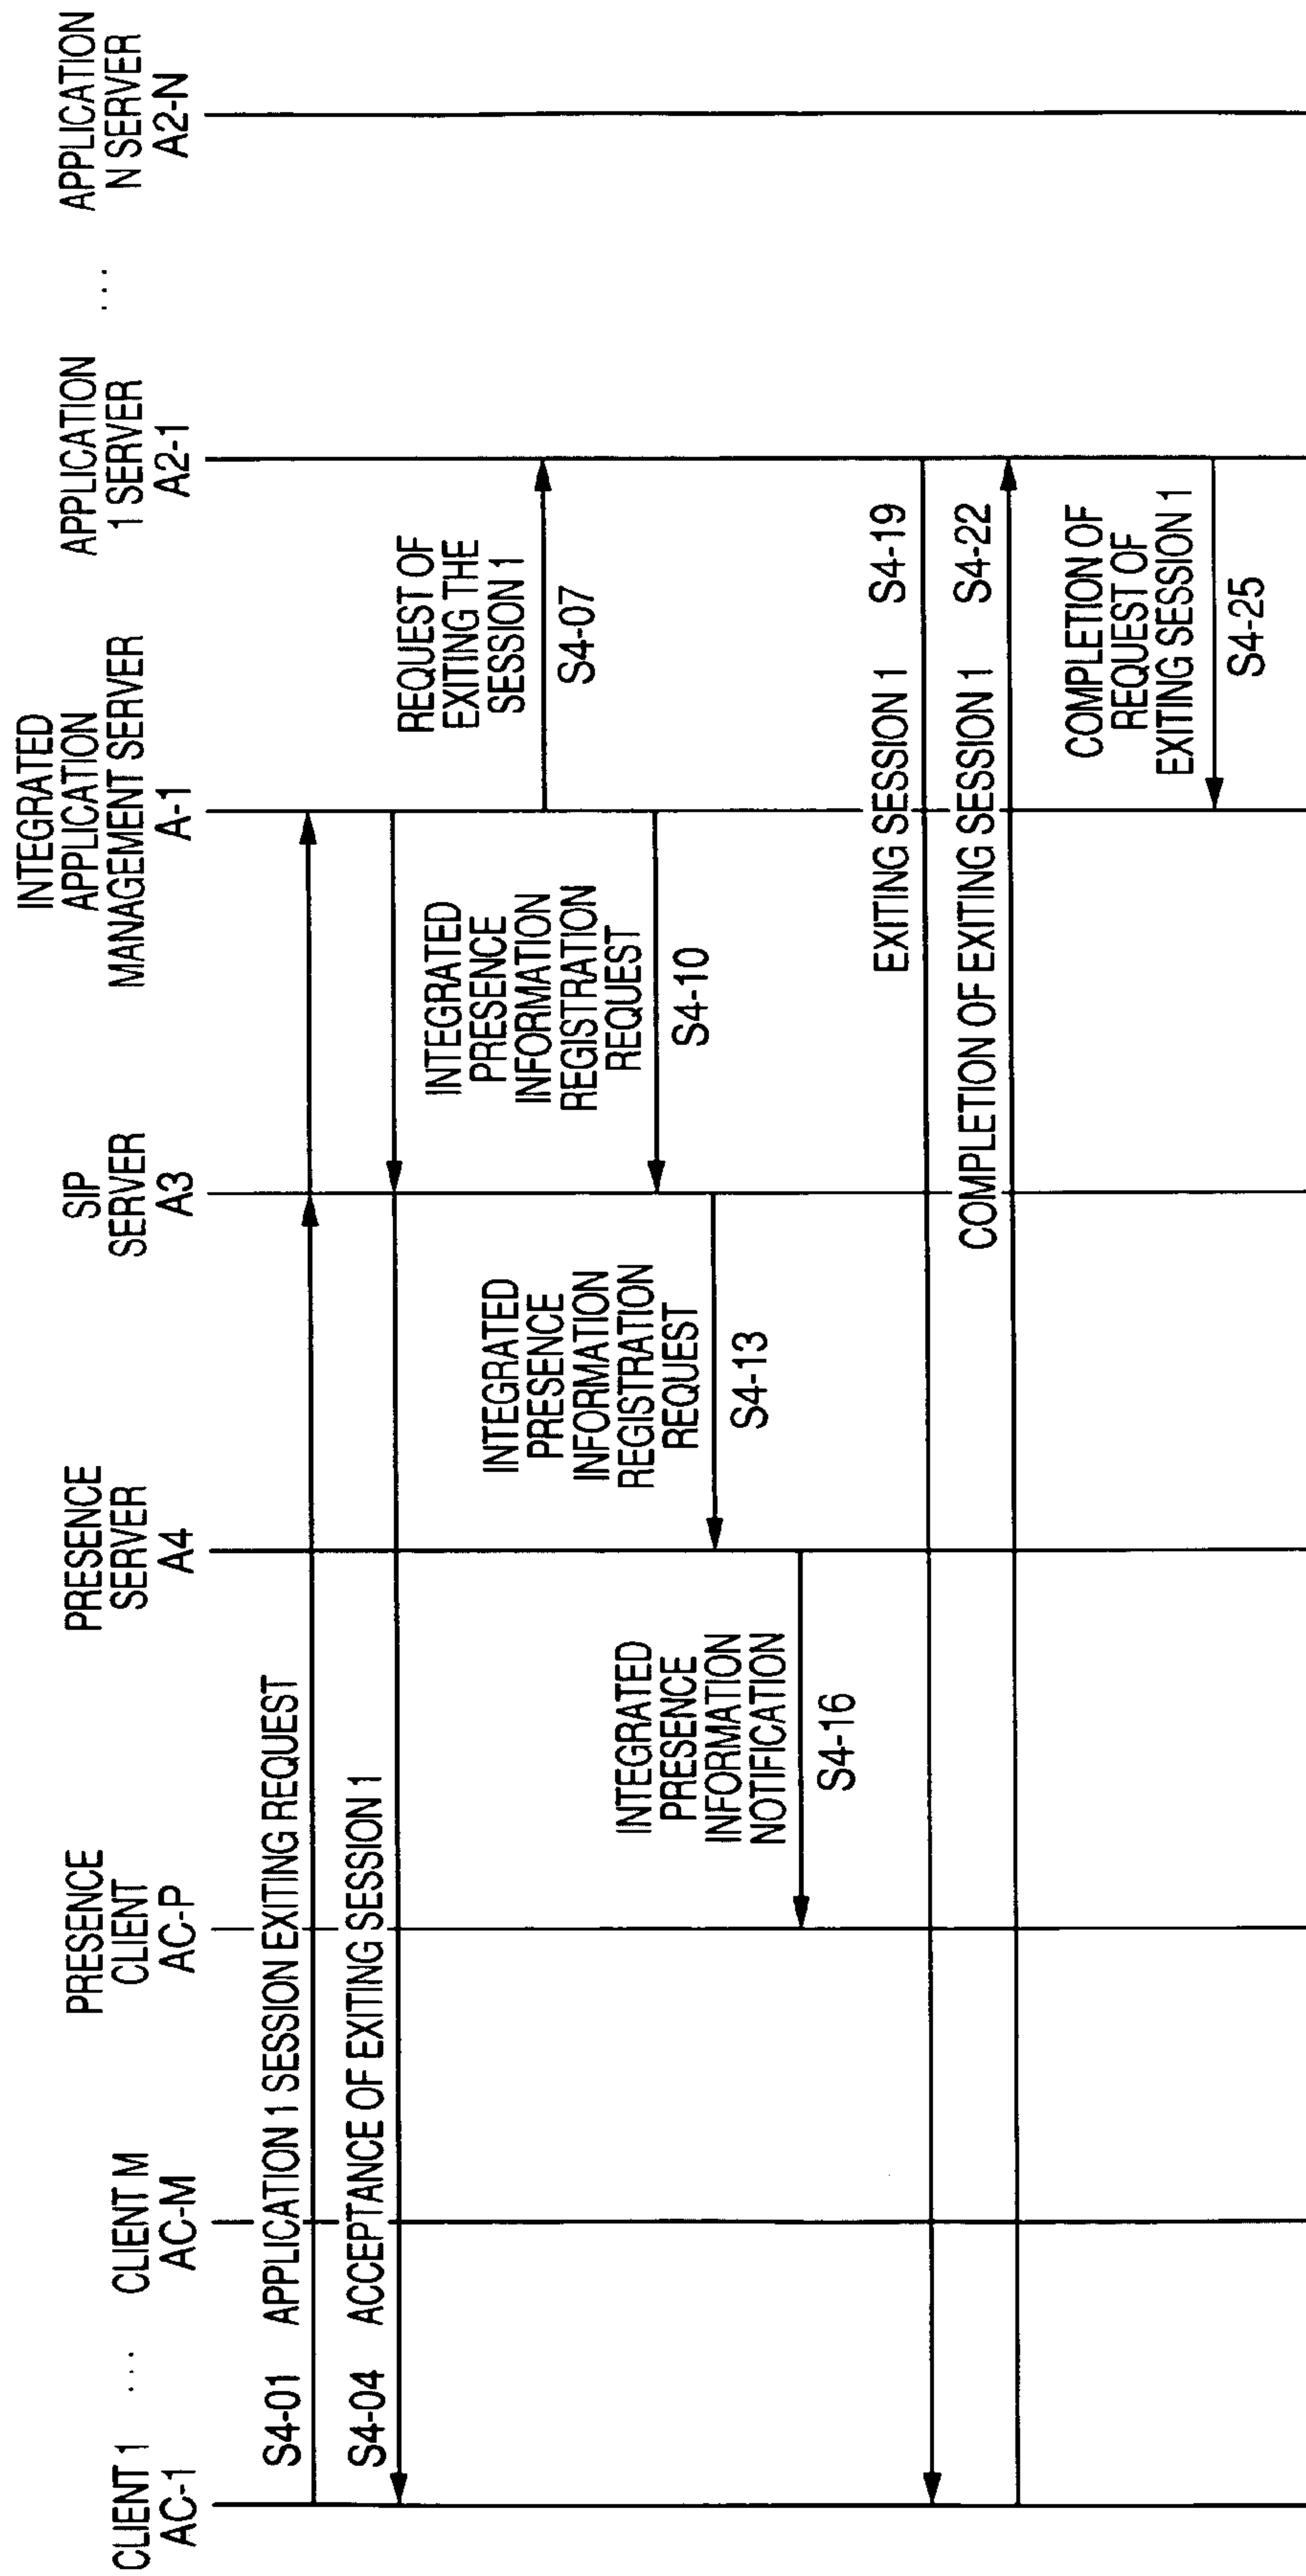 CLIENT 1
AC-1
...
CLIENT M
AC-M
PRESENCE
CLIENT
AC-P
PRESENCE
SERVER
A4
SIP
SERVER
A3
INTEGRATED
APPLICATION
MANAGEMENT SERVER
A-1
APPLICATION
1 SERVER
A2-1
...
APPLICATION
N SERVER
A2-N
S4-01 APPLICATION 1 SESSION EXITING REQUEST
S4-04 ACCEPTANCE OF EXITING SESSION 1
REQUEST OF
EXITING THE
SESSION 1
S4-07
INTEGRATED
PRESENCE
INFORMATION
REGISTRATION
REQUEST
S4-10
INTEGRATED
PRESENCE
INFORMATION
REGISTRATION
REQUEST
S4-13
INTEGRATED
PRESENCE
INFORMATION
NOTIFICATION
S4-16
EXITING SESSION 1 S4-19
COMPLETION OF EXITING SESSION 1 S4-22
COMPLETION OF
REQUEST OF
EXITING SESSION 1
S4-25